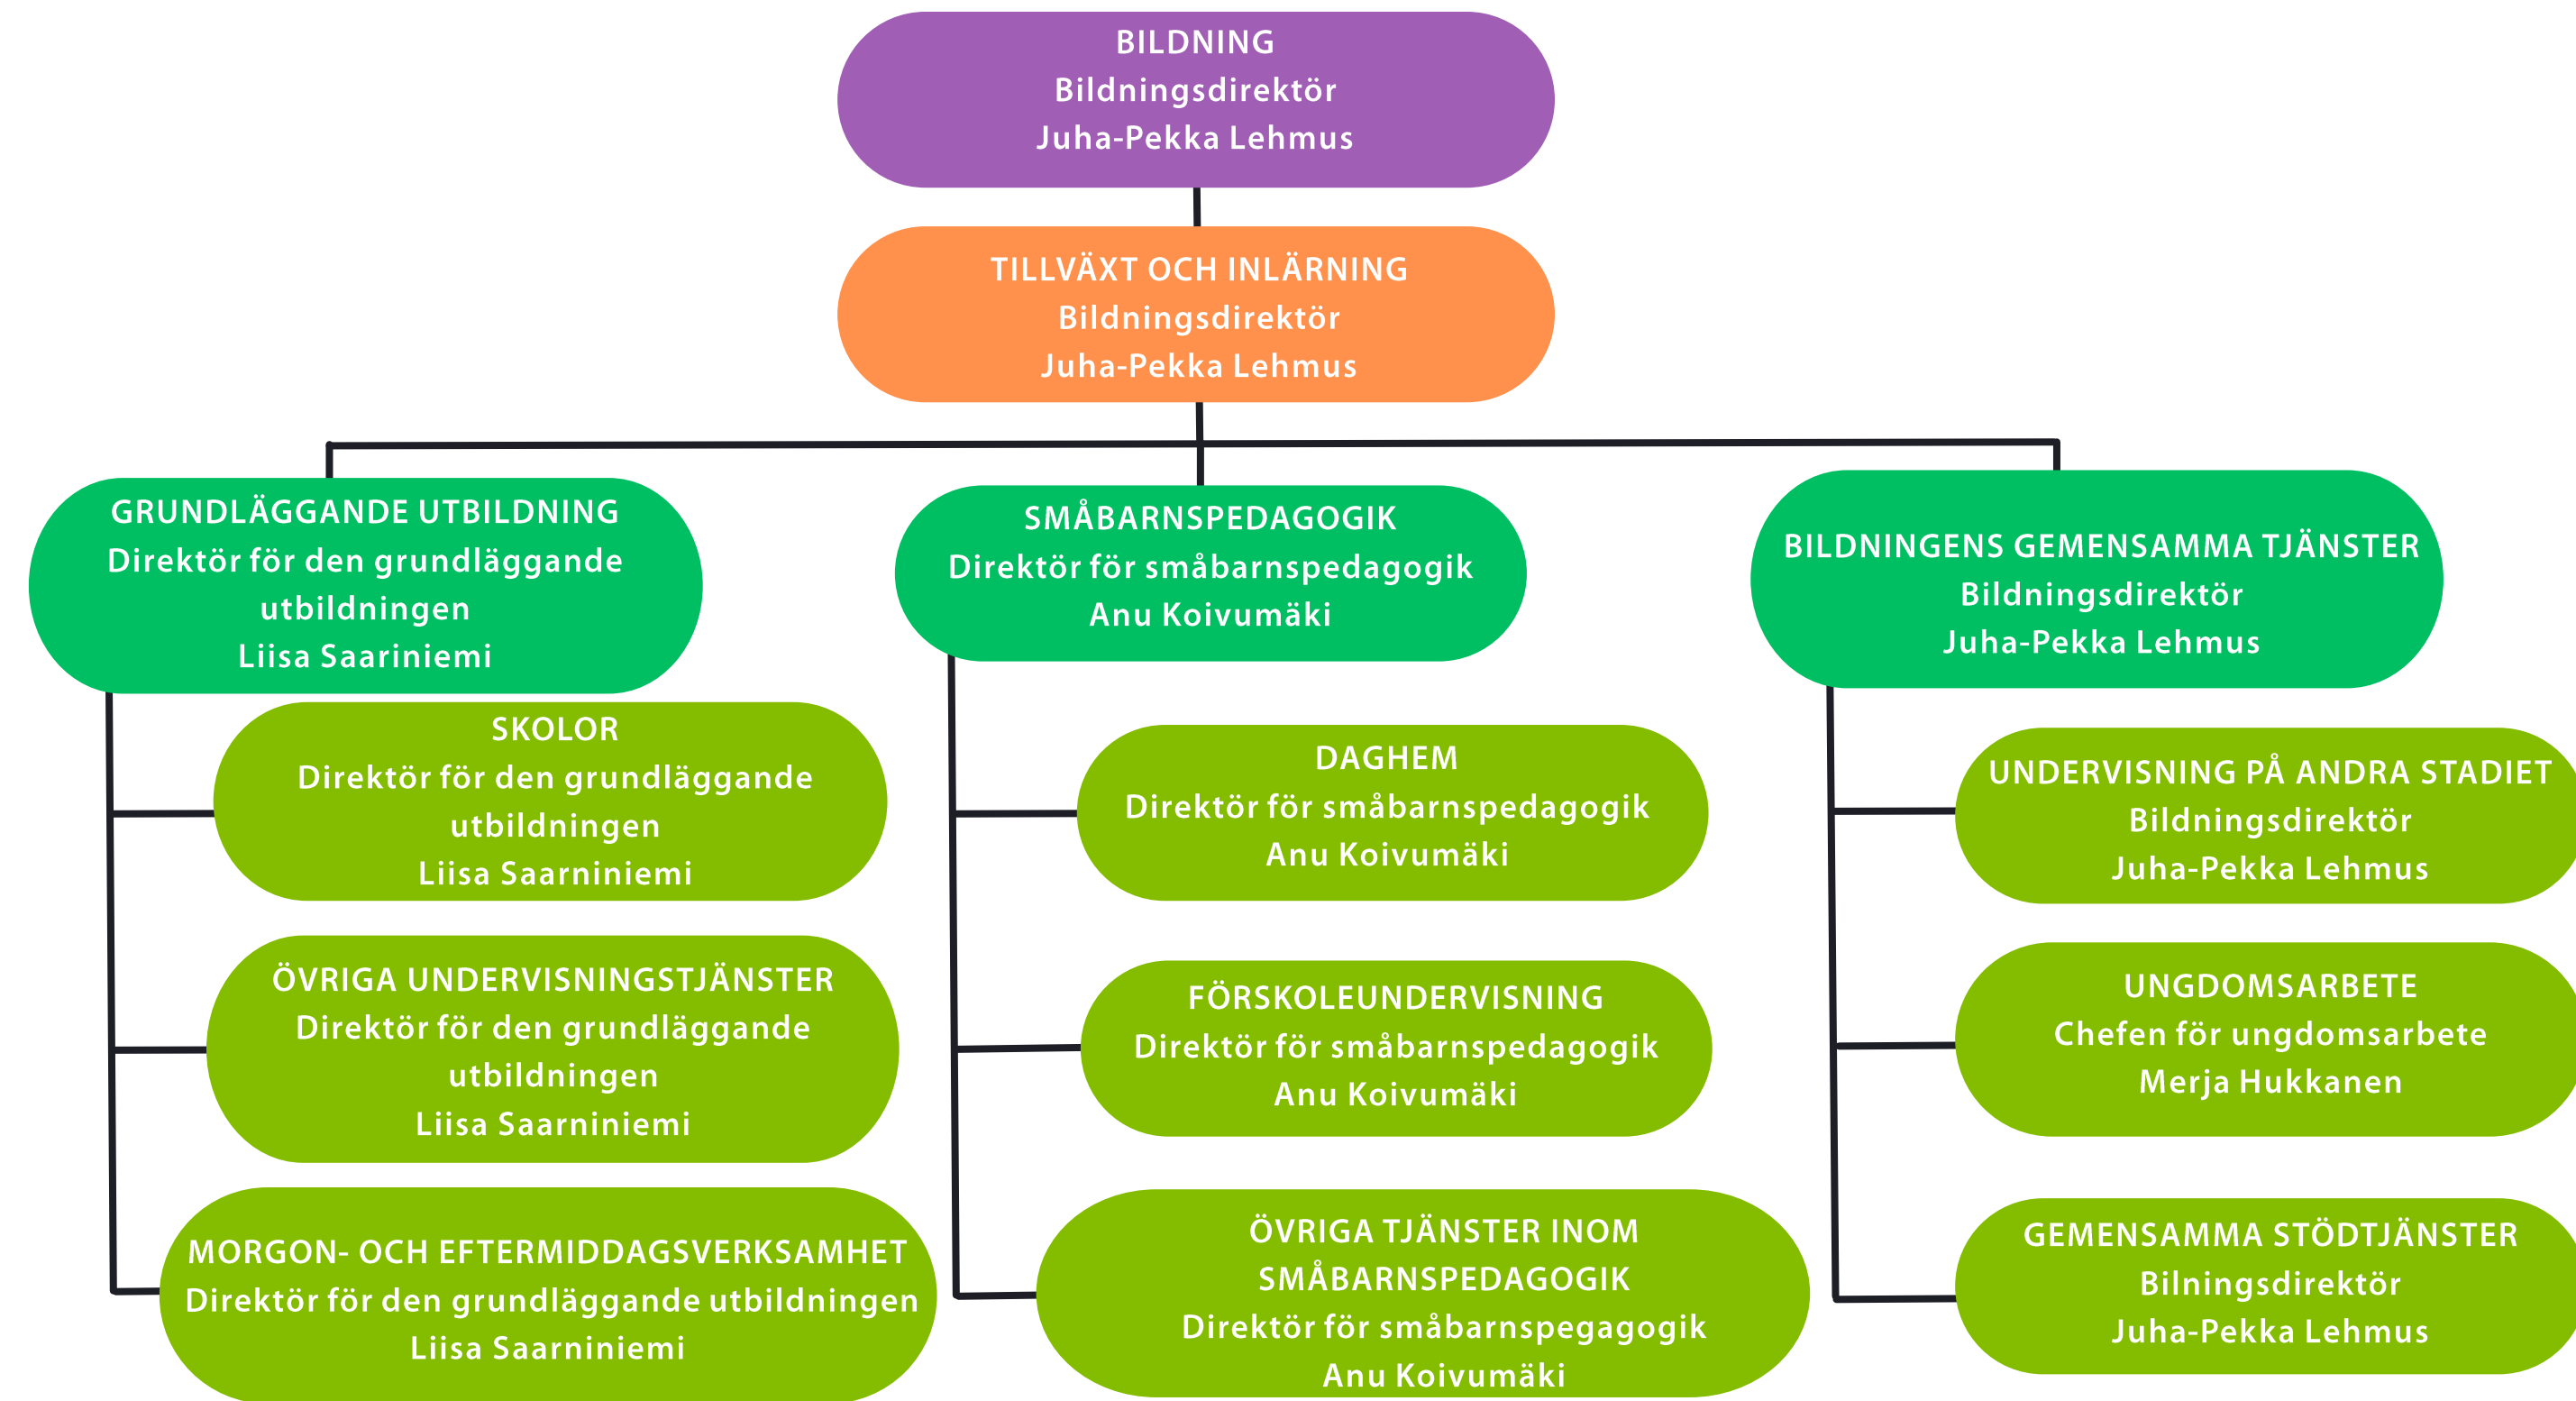 BILDNING
Bildningsdirektör
Juha-Pekka Lehmus
TILLVÄXT OCH INLÄRNING
Bildningsdirektör
Juha-Pekka Lehmus
GRUNDLÄGGANDE UTBILDNING
Direktör för den grundläggande
utbildningen
Liisa Saariniemi
SKOLOR
Direktör för den grundläggande
utbildningen
Liisa Saarniniemi
ÖVRIGA UNDERVISNINGSTJÄNSTER
Direktör för den grundläggande
utbildningen
Liisa Saarniniemi
MORGON- OCH EFTERMIDDAGSVERKSAMHET
Direktör för den grundläggande utbildningen
Liisa Saarniniemi
SMÅBARNSPEDAGOGIK
Direktör för småbarnspedagogik
Anu Koivumäki
DAGHEM
Direktör för småbarnspedagogik
Anu Koivumäki
FÖRSKOLEUNDERVISNING
Direktör för småbarnspedagogik
Anu Koivumäki
ÖVRIGA TJÄNSTER INOM
SMÅBARNSPEDAGOGIK
Direktör för småbarnspegagogik
Anu Koivumäki
BILDNINGENS GEMENSAMMA TJÄNSTER
Bildningsdirektör
Juha-Pekka Lehmus
UNDERVISNING PÅ ANDRA STADIET
Bildningsdirektör
Juha-Pekka Lehmus
UNGDOMSARBETE
Chefen för ungdomsarbete
Merja Hukkanen
GEMENSAMMA STÖDTJÄNSTER
Bilningsdirektör
Juha-Pekka Lehmus